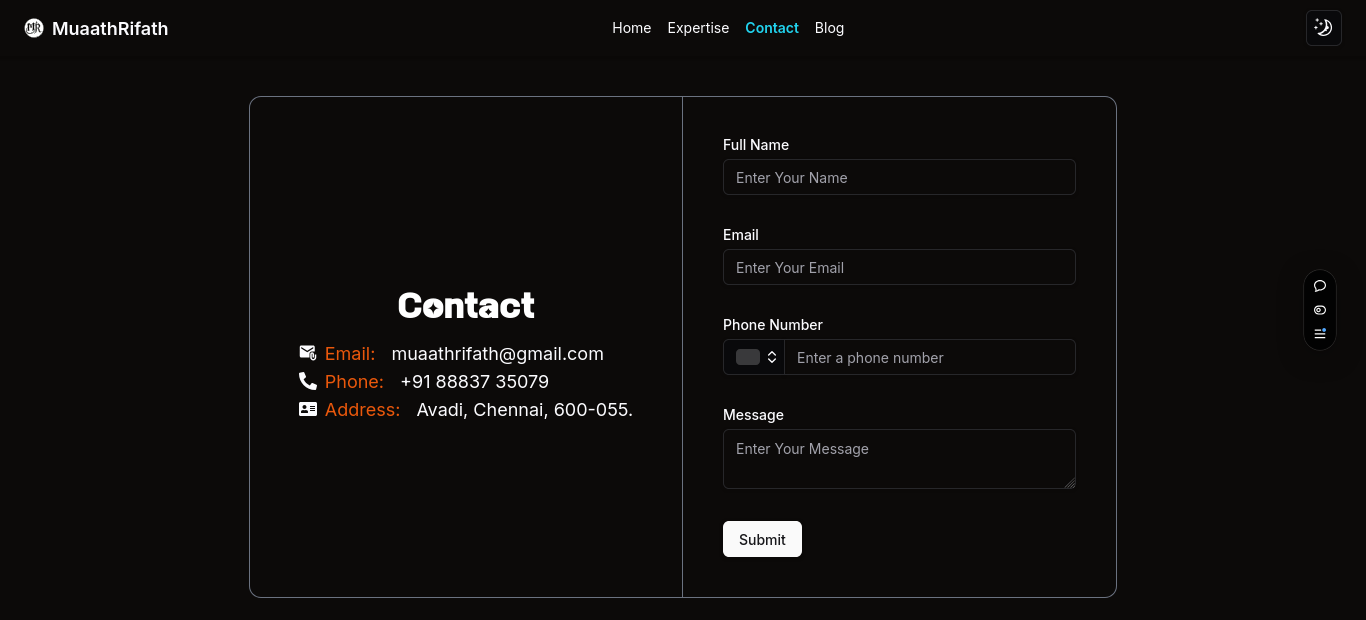 MR MuaathRifath
Home Expertise Contact Blog
Contact
Email: muaathrifath@gmail.com
Phone: +91 88837 35079
Address: Avadi, Chennai, 600-055.
Full Name
Enter Your Name
Email
Enter Your Email
Phone Number
Enter a phone number
Message
Enter Your Message
Submit